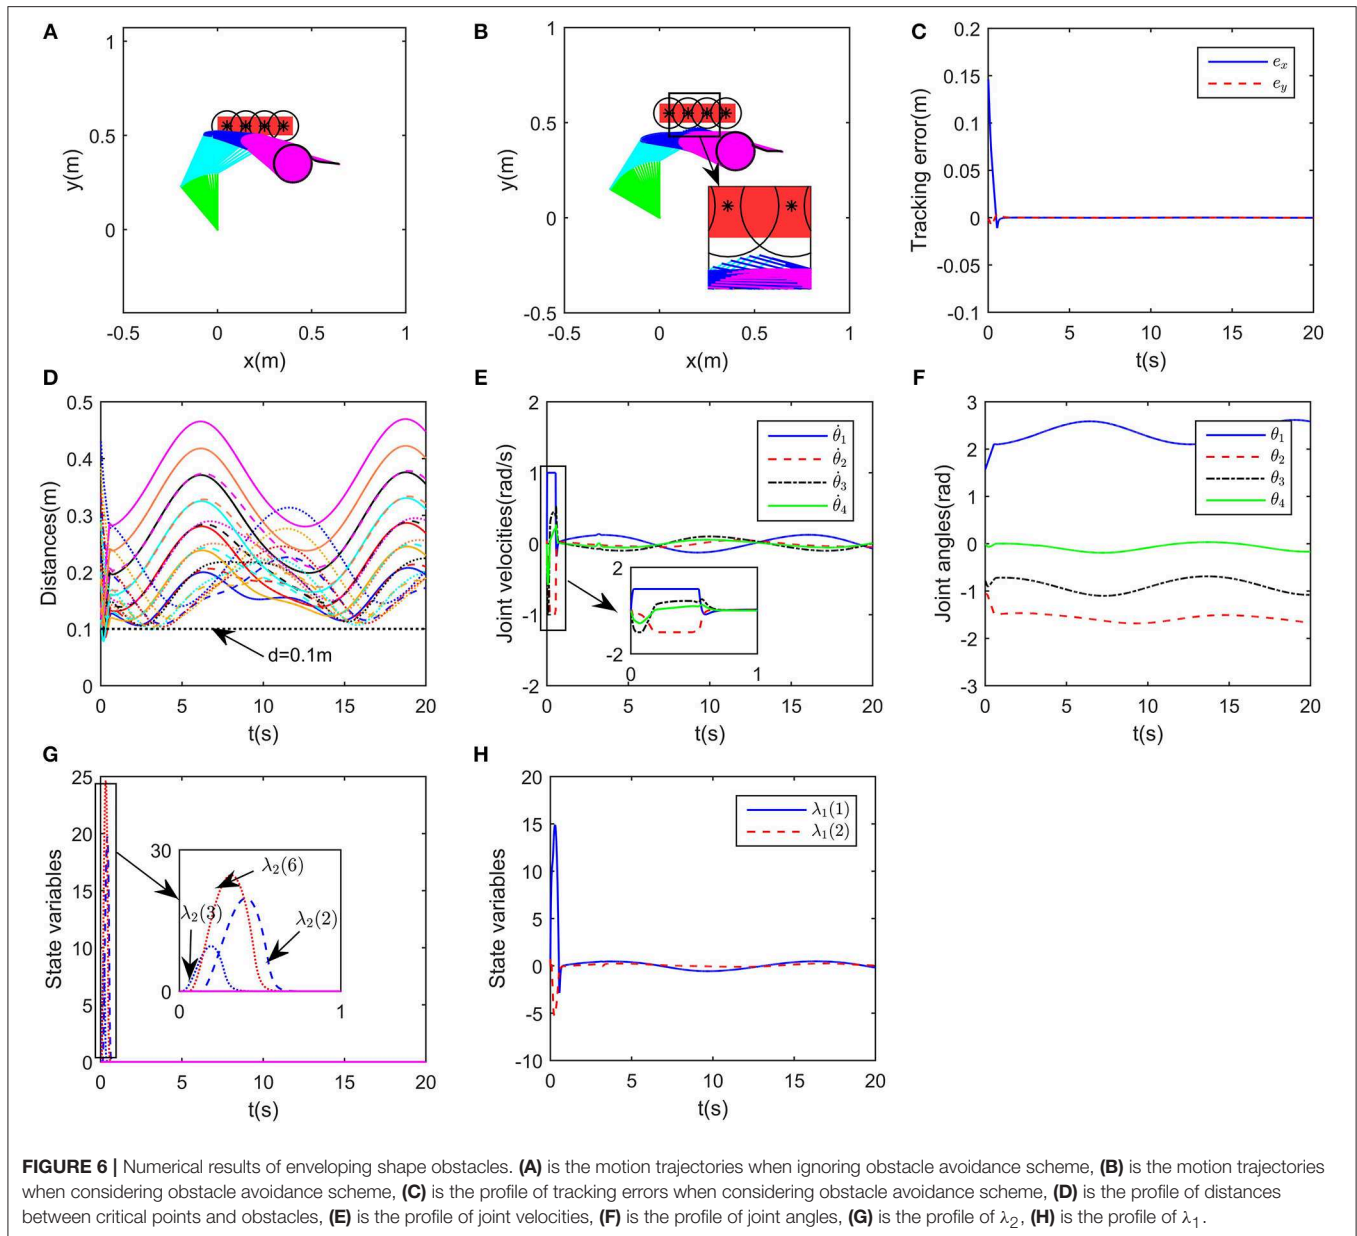 A
1
0.5
0
y(m)
-0.5
0
0.5
1
x(m)
B
1
0.5
0
-0.5
y(m)
-0.5
0
0.5
1
x(m)
C
0.2
0.15
0.1
0.05
0
-0.05
-0.1
Tracking error(m)
e_x
e_y
0
5
10
15
20
t(s)
D
0.5
0.4
0.3
0.2
0.1
0
Distances(m)
d=0.1m
0
5
10
15
20
t(s)
E
2
1
0
-1
-2
Joint velocities(rad/s)
θ̇_1
θ̇_2
θ̇_3
θ̇_4
2
-2
0
1
0
5
10
15
20
t(s)
F
3
2
1
0
-1
-2
-3
Joint angles(rad)
θ_1
θ_2
θ_3
θ_4
0
5
10
15
20
t(s)
G
25
20
15
10
5
0
State variables
30
λ_2(6)
λ_2(3)
λ_2(2)
0
0
1
0
5
10
15
20
t(s)
H
20
15
10
5
0
-5
-10
State variables
λ_1(1)
λ_1(2)
0
5
10
15
20
t(s)
FIGURE 6 | Numerical results of enveloping shape obstacles. (A) is the motion trajectories when ignoring obstacle avoidance scheme, (B) is the motion trajectories
when considering obstacle avoidance scheme, (C) is the profile of tracking errors when considering obstacle avoidance scheme, (D) is the profile of distances
between critical points and obstacles, (E) is the profile of joint velocities, (F) is the profile of joint angles, (G) is the profile of λ_2, (H) is the profile of λ_1.